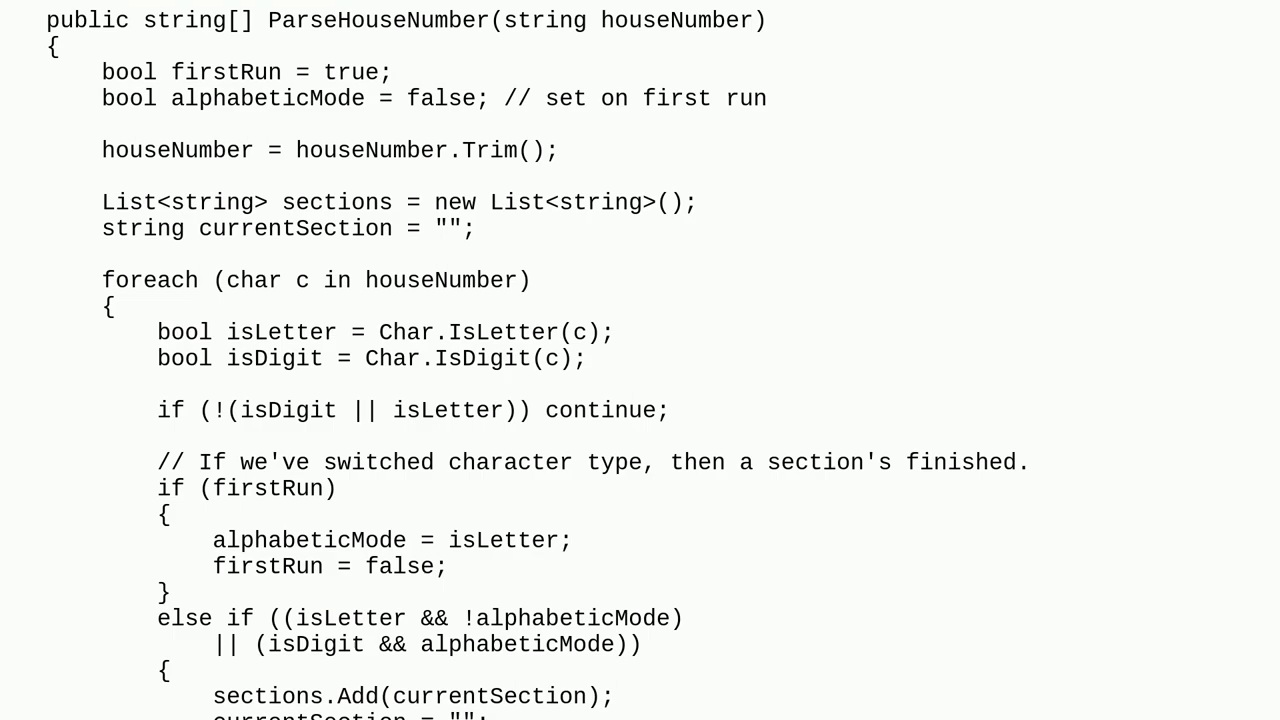 public string[] ParseHouseNumber(string houseNumber)
{
bool firstRun = true;
bool alphabeticMode = false; // set on first run
houseNumber = houseNumber.Trim();
List<string> sections = new List<string>();
string currentSection = "";
foreach (char c in houseNumber)
{
bool isLetter = Char.IsLetter(c);
bool isDigit = Char.IsDigit(c);
if (!(isDigit || isLetter)) continue;
// If we've switched character type, then a section's finished.
if (firstRun)
{
alphabeticMode = isLetter;
firstRun = false;
}
else if ((isLetter && !alphabeticMode)
|| (isDigit && alphabeticMode))
{
sections.Add(currentSection);
currentSection = "";